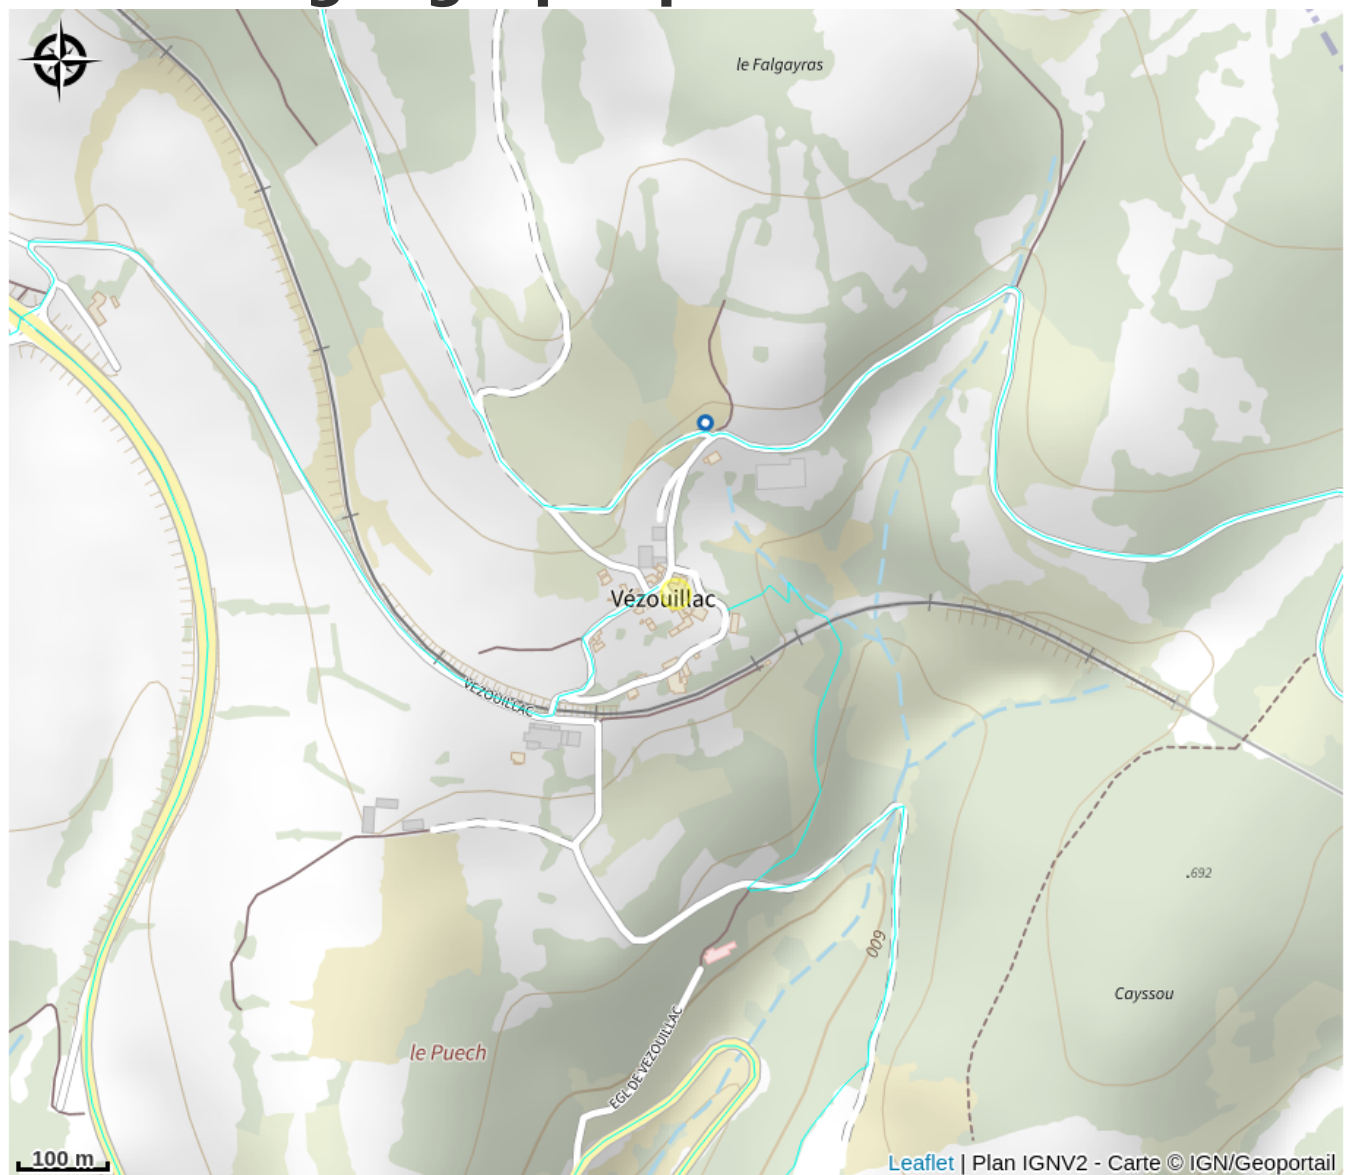 le Falgayras
Vézouillac
VEZOUILLAC
.692
600
Cayssou
le Puech
EGL DE VEZOUILLAC
100 m
Leaflet | Plan IGNV2 - Carte © IGN/Geoportail